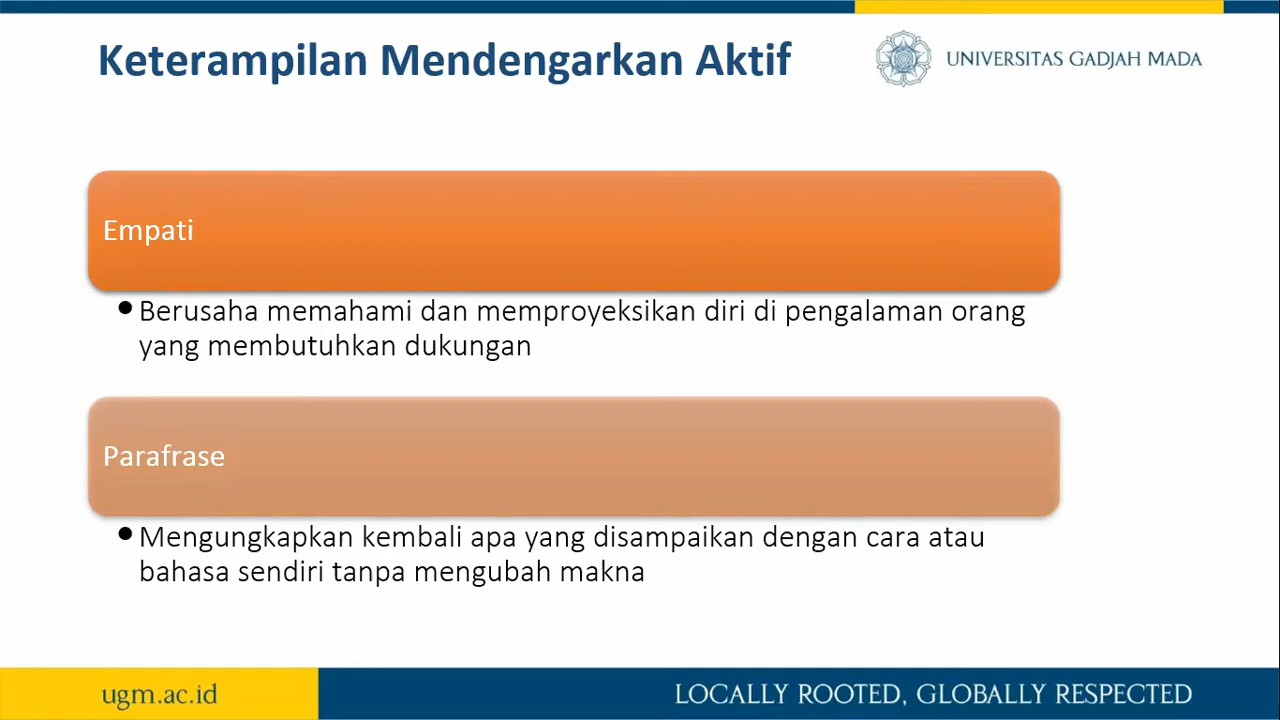 Keterampilan Mendengarkan Aktif
UNIVERSITAS GADJAH MADA
Empati
•Berusaha memahami dan memproyeksikan diri di pengalaman orang
yang membutuhkan dukungan
Parafrase
•Mengungkapkan kembali apa yang disampaikan dengan cara atau
bahasa sendiri tanpa mengubah makna
ugm.ac.id
LOCALLY ROOTED, GLOBALLY RESPECTED